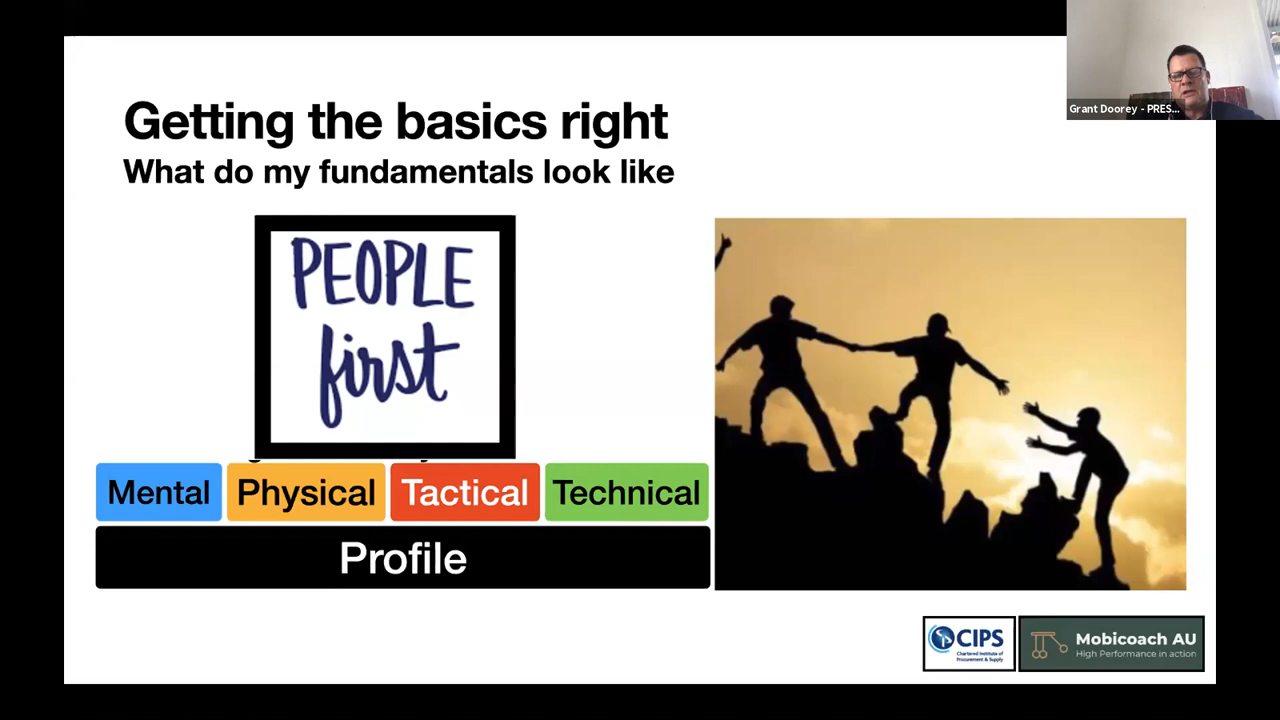 Getting the basics right
What do my fundamentals look like
PEOPLE
first
Mental Physical Tactical Technical
Profile
Grant Doorey - PRES...
CIPS
Chartered Institute of
Procurement & Supply
Mobicoach AU
High Performance in action